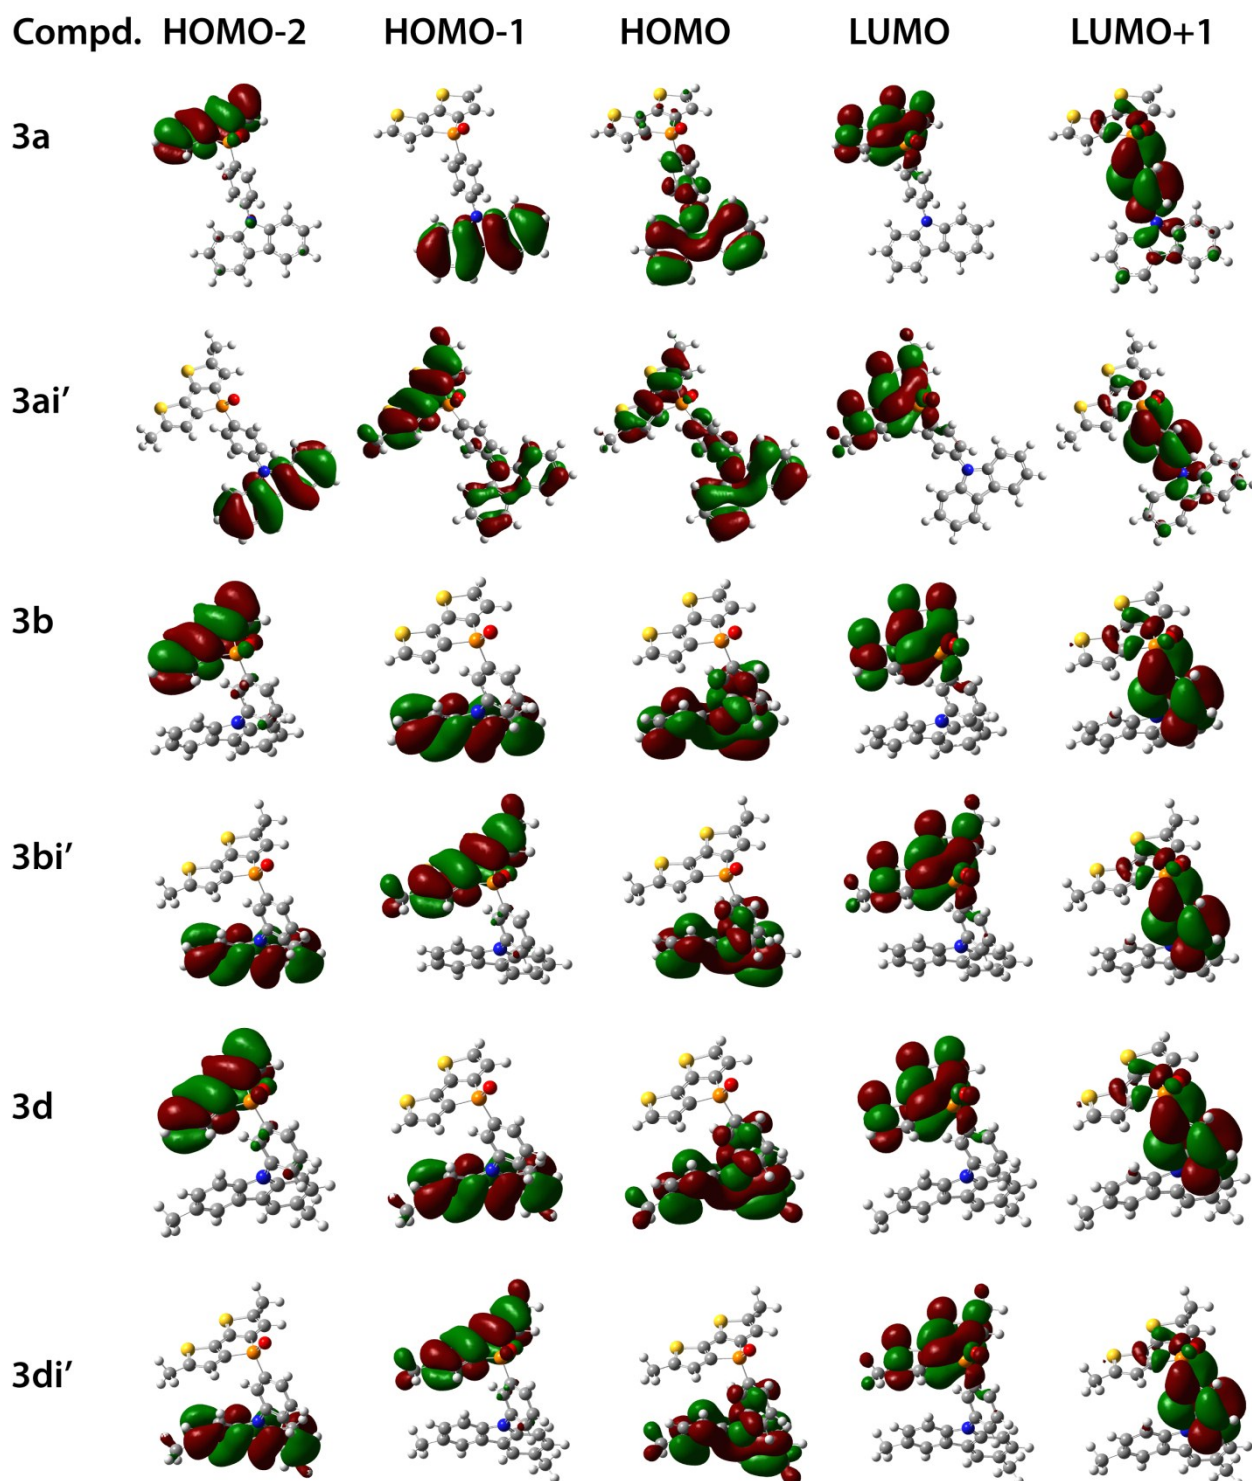 Compd. HOMO-2 HOMO-1 HOMO LUMO LUMO+1
3a
3ai’
3b
3bi’
3d
3di’